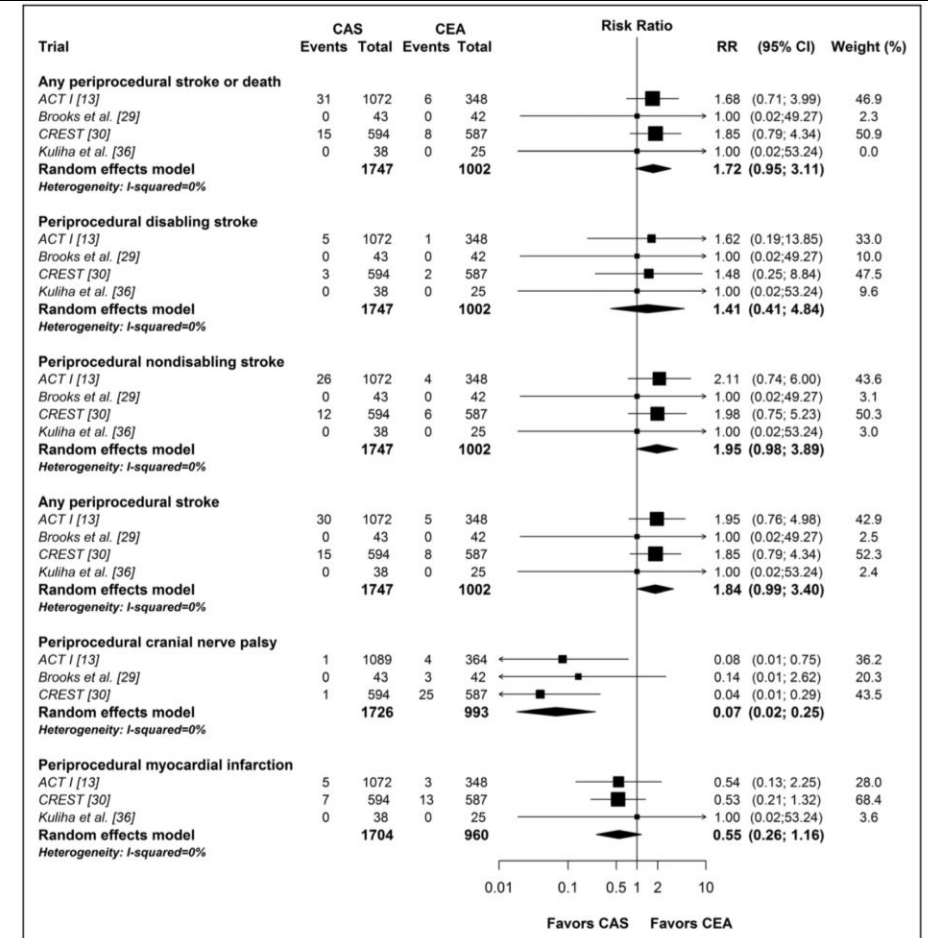 CAS CEA Risk Ratio
Trial Events Total Events Total RR (95% CI) Weight (%)
Any periprocedural stroke or death
ACT I [13] 31 1072 6 348 1.68 (0.71; 3.99) 46.9
Brooks et al. [29] 0 43 0 42 1.00 (0.02;49.27) 2.3
CREST [30] 15 594 8 587 1.85 (0.79; 4.34) 50.9
Kuliha et al. [36] 0 38 0 25 1.00 (0.02;53.24) 0.0
Random effects model 1747 1002 1.72 (0.95; 3.11)
Heterogeneity: I-squared=0%
Periprocedural disabling stroke
ACT I [13] 5 1072 1 348 1.62 (0.19;13.85) 33.0
Brooks et al. [29] 0 43 0 42 1.00 (0.02;49.27) 10.0
CREST [30] 3 594 2 587 1.48 (0.25; 8.84) 47.5
Kuliha et al. [36] 0 38 0 25 1.00 (0.02;53.24) 9.6
Random effects model 1747 1002 1.41 (0.41; 4.84)
Heterogeneity: I-squared=0%
Periprocedural nondisabling stroke
ACT I [13] 26 1072 4 348 2.11 (0.74; 6.00) 43.6
Brooks et al. [29] 0 43 0 42 1.00 (0.02;49.27) 3.1
CREST [30] 12 594 6 587 1.98 (0.75; 5.23) 50.3
Kuliha et al. [36] 0 38 0 25 1.00 (0.02;53.24) 3.0
Random effects model 1747 1002 1.95 (0.98; 3.89)
Heterogeneity: I-squared=0%
Any periprocedural stroke
ACT I [13] 30 1072 5 348 1.95 (0.76; 4.98) 42.9
Brooks et al. [29] 0 43 0 42 1.00 (0.02;49.27) 2.5
CREST [30] 15 594 8 587 1.85 (0.79; 4.34) 52.3
Kuliha et al. [36] 0 38 0 25 1.00 (0.02;53.24) 2.4
Random effects model 1747 1002 1.84 (0.99; 3.40)
Heterogeneity: I-squared=0%
Periprocedural cranial nerve palsy
ACT I [13] 1 1089 4 364 0.08 (0.01; 0.75) 36.2
Brooks et al. [29] 0 43 3 42 0.14 (0.01; 2.62) 20.3
CREST [30] 1 594 25 587 0.04 (0.01; 0.29) 43.5
Random effects model 1726 993 0.07 (0.02; 0.25)
Heterogeneity: I-squared=0%
Periprocedural myocardial infarction
ACT I [13] 5 1072 3 348 0.54 (0.13; 2.25) 28.0
CREST [30] 7 594 13 587 0.53 (0.21; 1.32) 68.4
Kuliha et al. [36] 0 38 0 25 1.00 (0.02;53.24) 3.6
Random effects model 1704 960 0.55 (0.26; 1.16)
Heterogeneity: I-squared=0%
0.01 0.1 0.5 1 2 10
Favors CAS Favors CEA